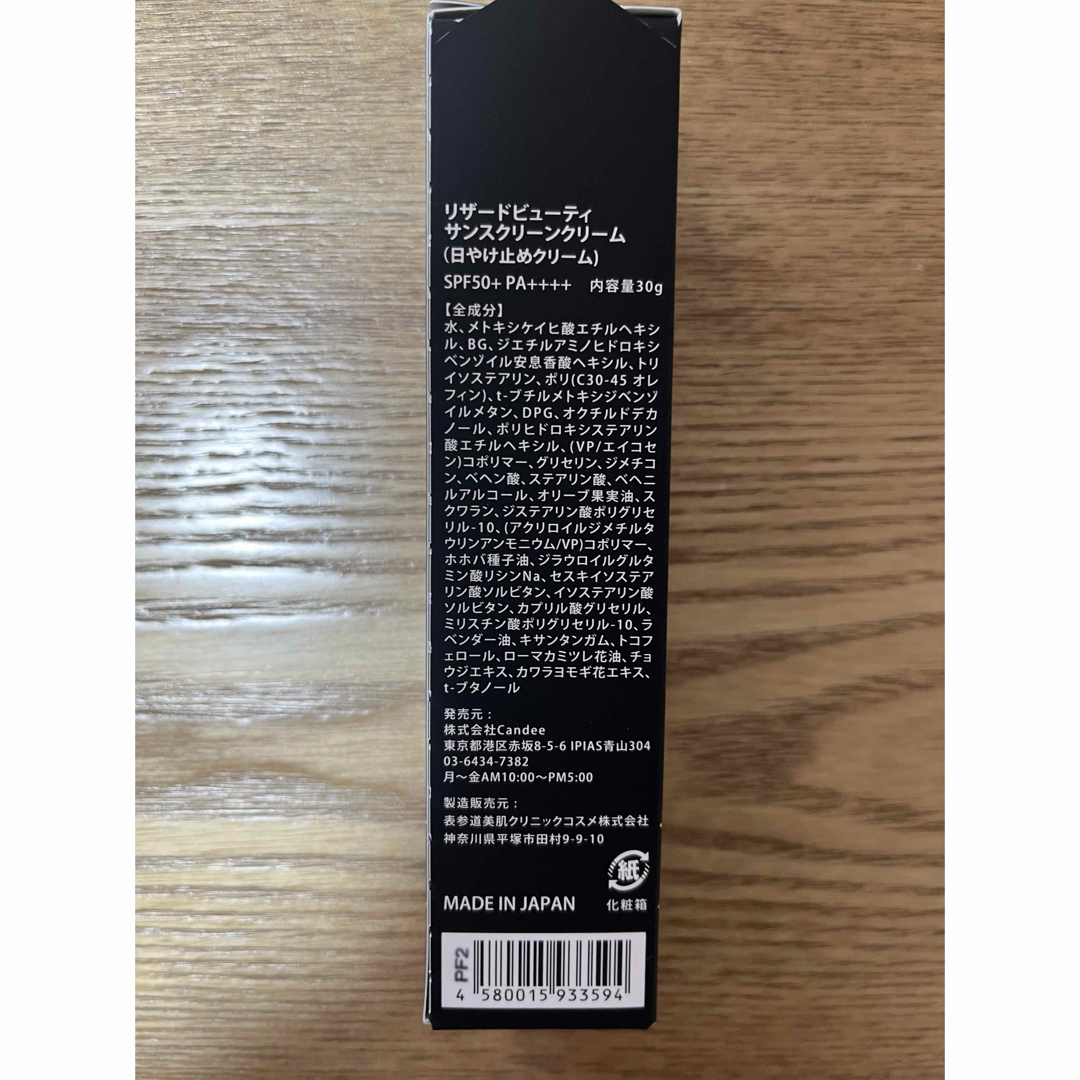 リザードビューティ
サンスクリーンクリーム
(日やけ止めクリーム)
SPF50+ PA++++ 内容量30g
【全成分】
水、メトキシケイヒ酸エチルヘキシ
ル、BG、ジエチルアミノヒドロキシ
ベンゾイル安息香酸ヘキシル、トリ
イソステアリン、ポリ(C30-45 オレ
フィン)、t-ブチルメトキシジベンゾ
イルメタン、DPG、オクチルドデカ
ノール、ポリヒドロキシステアリン
酸エチルヘキシル、(VP/エイコセ
ン)コポリマー、グリセリン、ジメチコ
ン、ベヘン酸、ステアリン酸、ベヘニ
ルアルコール、オリーブ果実油、ス
クワラン、ジステアリン酸ポリグリセ
リル-10、(アクリロイルジメチルタ
ウリンアンモニウム/VP)コポリマー、
ホホバ種子油、ジラウロイルグルタ
ミン酸リシンNa、セスキイソステア
リン酸ソルビタン、イソステアリン酸
ソルビタン、カプリル酸グリセリル、
ミリスチン酸ポリグリセリル-10、ラ
ベンダー油、キサンタンガム、トコフ
ェロール、ローマカミツレ花油、チョ
ウジエキス、カワラヨモギ花エキス、
t-ブタノール
発売元：
株式会社Candee
東京都港区赤坂8-5-6 IPIAS青山304
03-6434-7382
月〜金AM10:00〜PM5:00
製造販売元：
表参道美肌クリニックコスメ株式会社
神奈川県平塚市田村9-9-10
紙
MADE IN JAPAN 化粧箱
PF2
4 580015 933594